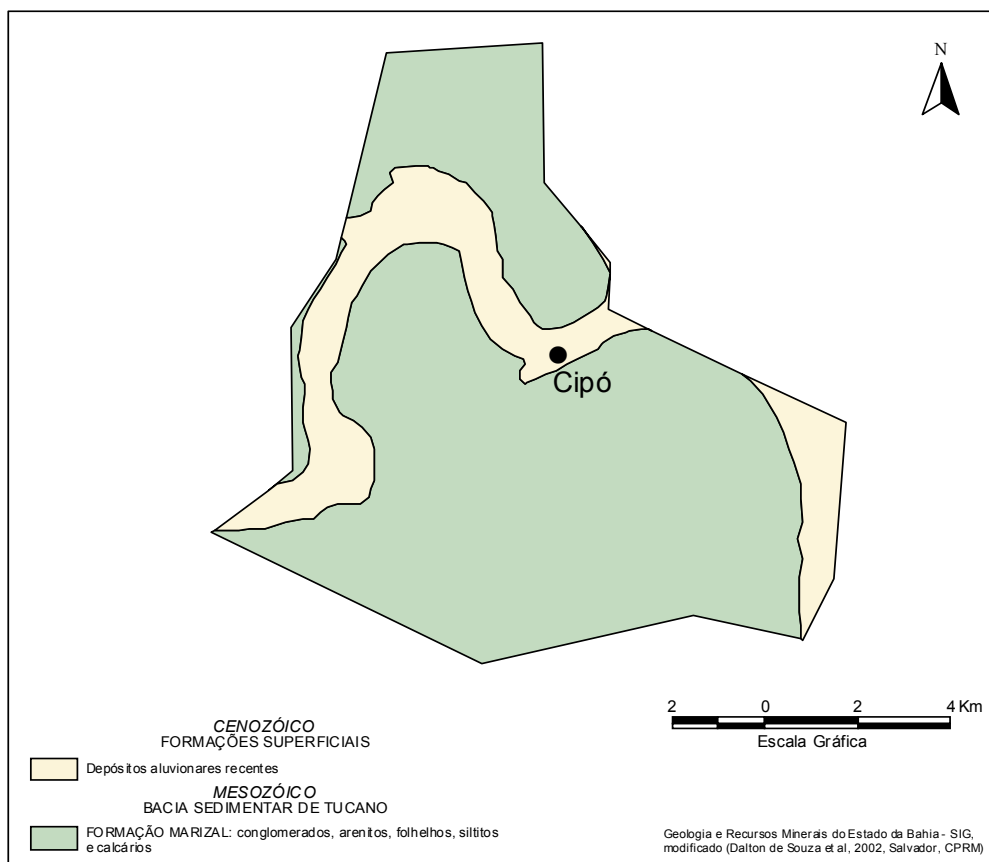 N
Cipó
2 0 2 4 Km
Escala Gráfica
CENOZÓICO
FORMAÇÕES SUPERFICIAIS
Depósitos aluvionares recentes
MESOZÓICO
BACIA SEDIMENTAR DE TUCANO
FORMAÇÃO MARIZAL: conglomerados, arenitos, folhelhos, siltitos
e calcários
Geologia e Recursos Minerais do Estado da Bahia - SIG,
modificado (Dalton de Souza et al, 2002, Salvador, CPRM)